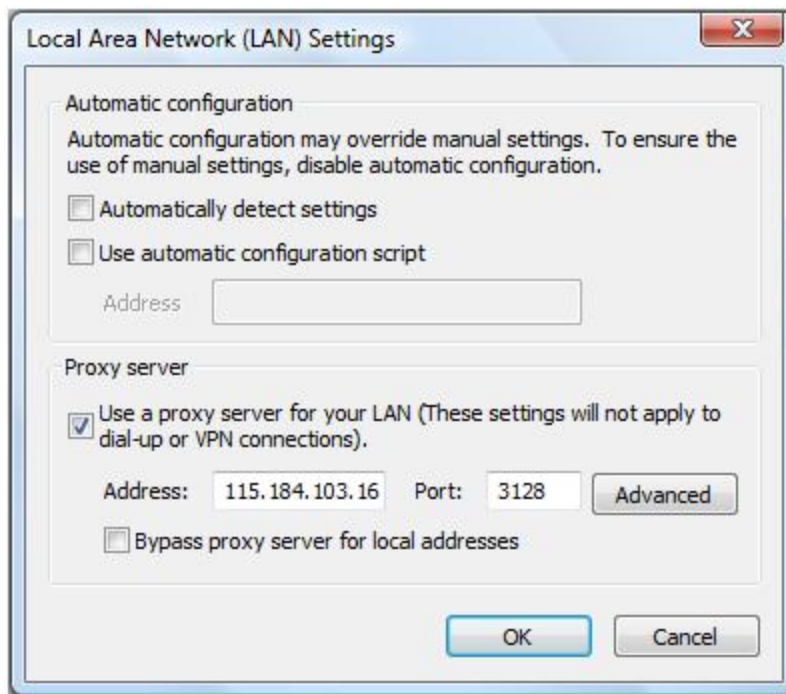 Local Area Network (LAN) Settings
Automatic configuration
Automatic configuration may override manual settings.  To ensure the
use of manual settings, disable automatic configuration.
Automatically detect settings
Use automatic configuration script
Address
Proxy server
Use a proxy server for your LAN (These settings will not apply to
dial-up or VPN connections).
Address: 115.184.103.16 Port: 3128 Advanced
Bypass proxy server for local addresses
OK Cancel